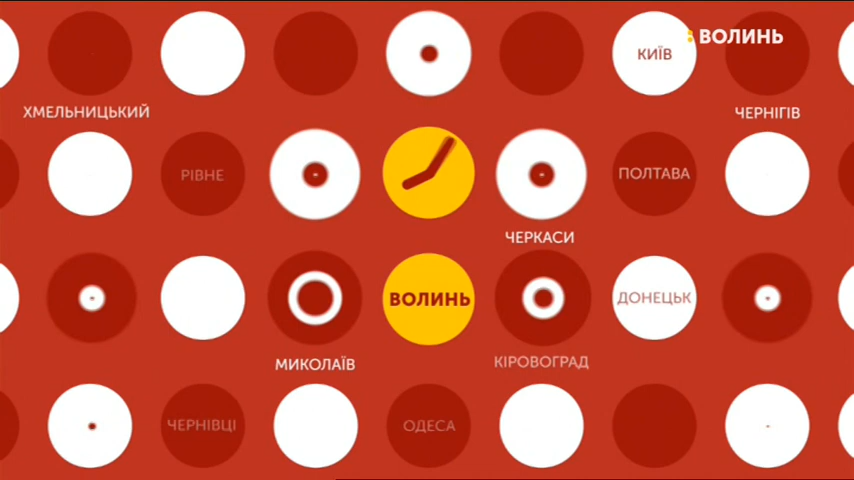 : ВОЛИНЬ
КИЇВ
ХМЕЛЬНИЦЬКИЙ
ЧЕРНІГІВ
РІВНЕ
ПОЛТАВА
ЧЕРКАСИ
ВОЛИНЬ
ДОНЕЦЬК
МИКОЛАЇВ
КІРОВОГРАД
ЧЕРНІВЦІ
ОДЕСА